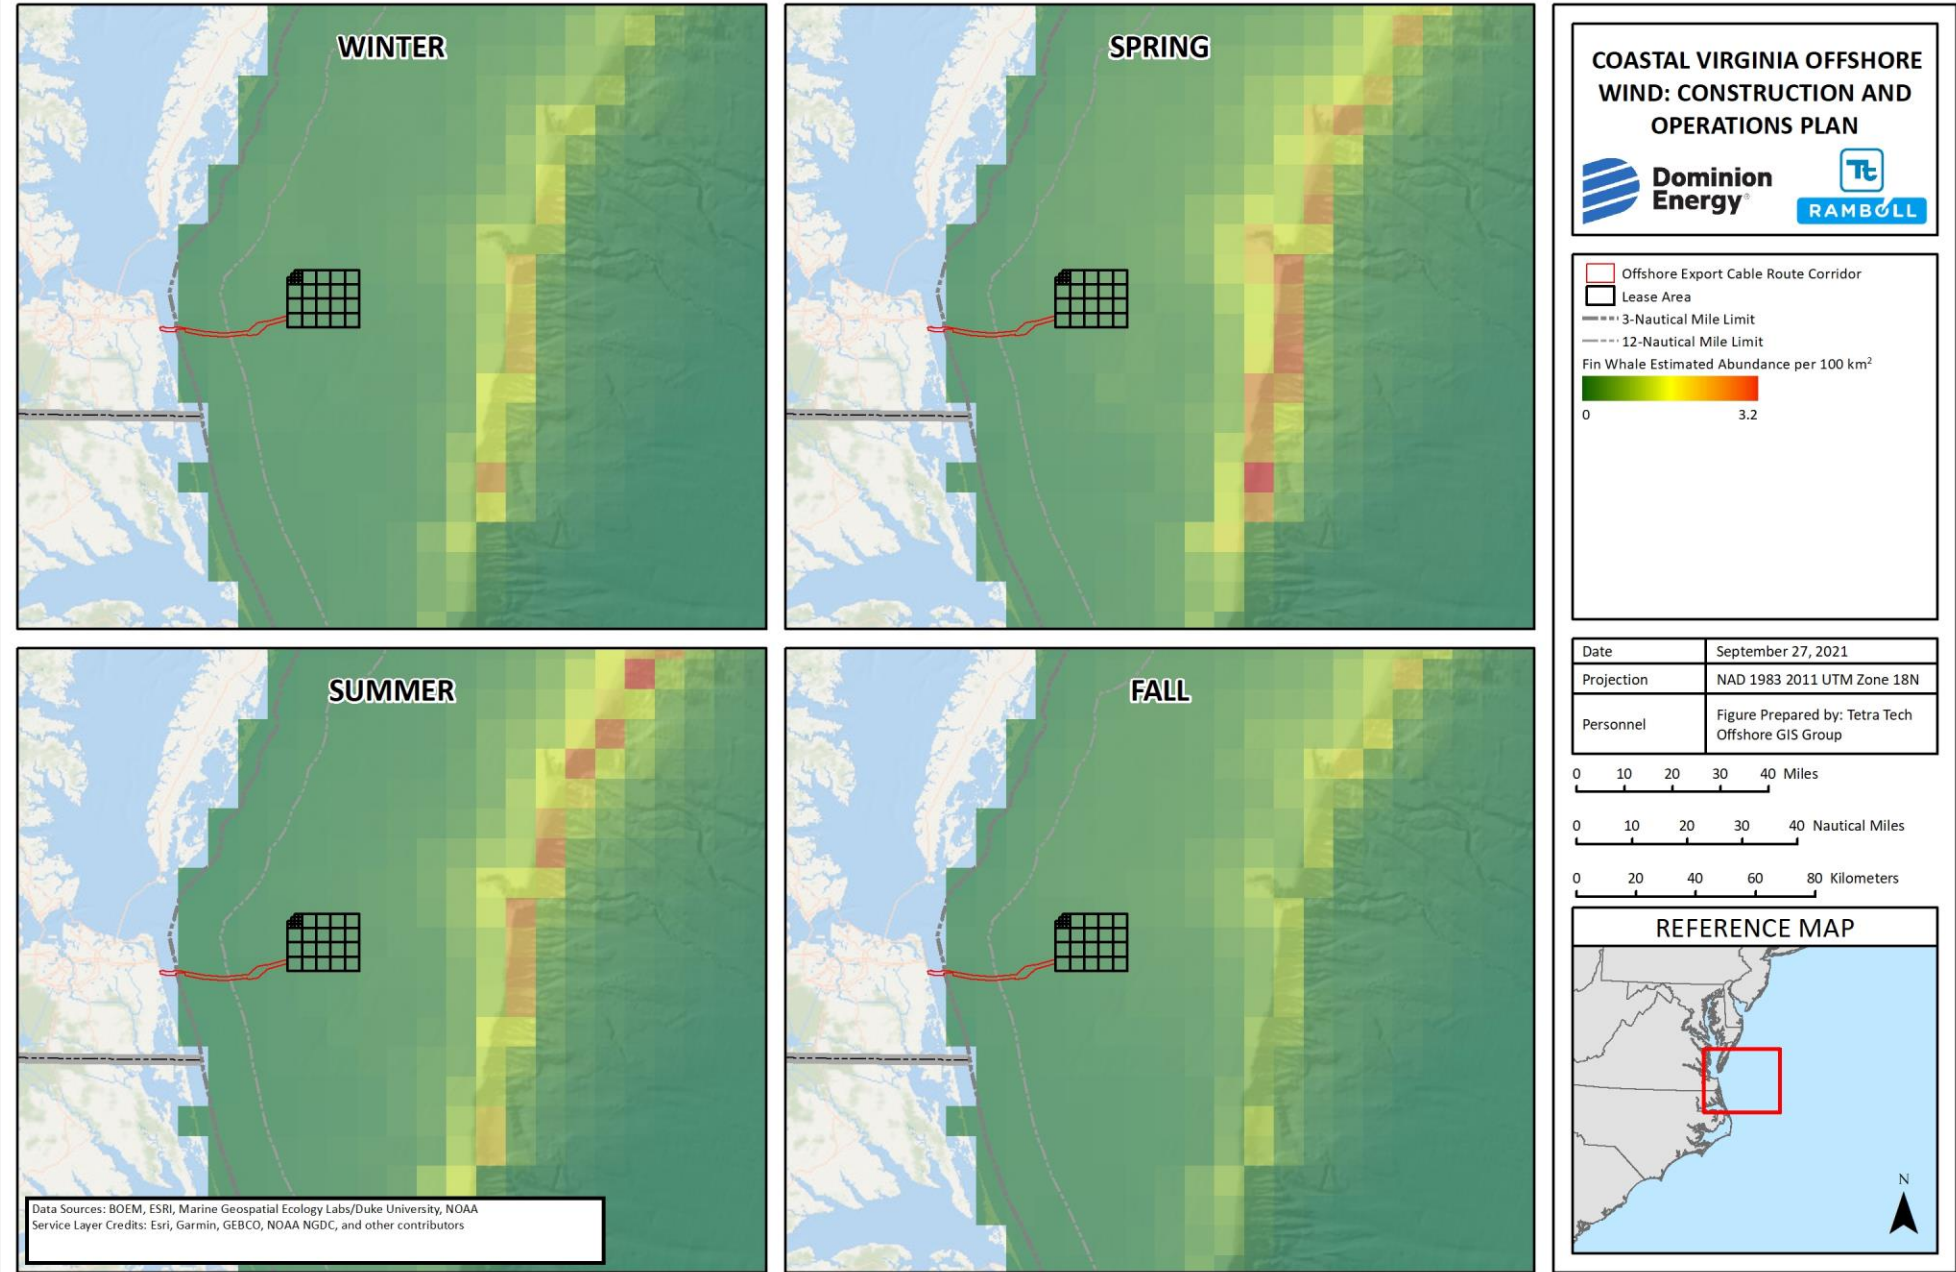 WINTER
SPRING
SUMMER
FALL
Data Sources: BOEM, ESRI, Marine Geospatial Ecology Labs/Duke University, NOAA
Service Layer Credits: Esri, Garmin, GEBCO, NOAA NGDC, and other contributors
COASTAL VIRGINIA OFFSHORE
WIND: CONSTRUCTION AND
OPERATIONS PLAN
Dominion
Energy®
Tt
RAMBOLL
Offshore Export Cable Route Corridor
Lease Area
3-Nautical Mile Limit
12-Nautical Mile Limit
Fin Whale Estimated Abundance per 100 km²
0 3.2
Date September 27, 2021
Projection NAD 1983 2011 UTM Zone 18N
Personnel Figure Prepared by: Tetra Tech
Offshore GIS Group
0 10 20 30 40 Miles
0 10 20 30 40 Nautical Miles
0 20 40 60 80 Kilometers
REFERENCE MAP
N